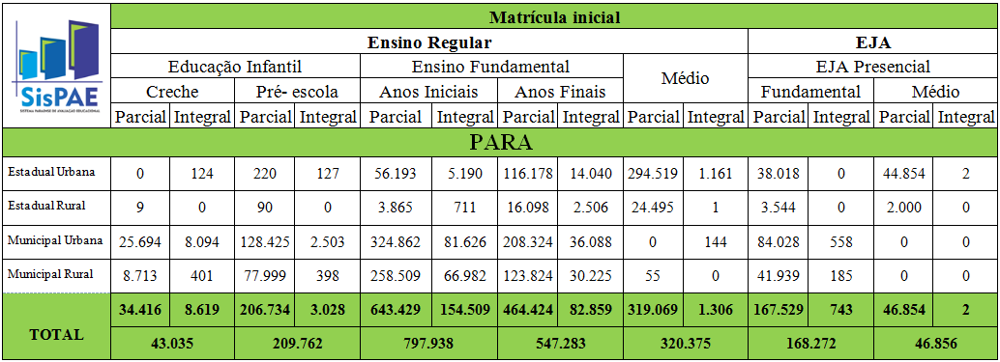 Matrícula inicial
Ensino Regular EJA
Educação Infantil Ensino Fundamental Médio EJA Presencial
Creche Pré- escola Anos Iniciais Anos Finais Fundamental Médio
Parcial Integral Parcial Integral Parcial Integral Parcial Integral Parcial Integral Parcial Integral Parcial Integral
SisPAE
SISTEMA PARAENSE DE AVALIAÇÃO EDUCACIONAL
PARA
Estadual Urbana 0 124 220 127 56.193 5.190 116.178 14.040 294.519 1.161 38.018 0 44.854 2
Estadual Rural 9 0 90 0 3.865 711 16.098 2.506 24.495 1 3.544 0 2.000 0
Municipal Urbana 25.694 8.094 128.425 2.503 324.862 81.626 208.324 36.088 0 144 84.028 558 0 0
Municipal Rural 8.713 401 77.999 398 258.509 66.982 123.824 30.225 55 0 41.939 185 0 0
TOTAL 34.416 8.619 206.734 3.028 643.429 154.509 464.424 82.859 319.069 1.306 167.529 743 46.854 2
43.035 209.762 797.938 547.283 320.375 168.272 46.856